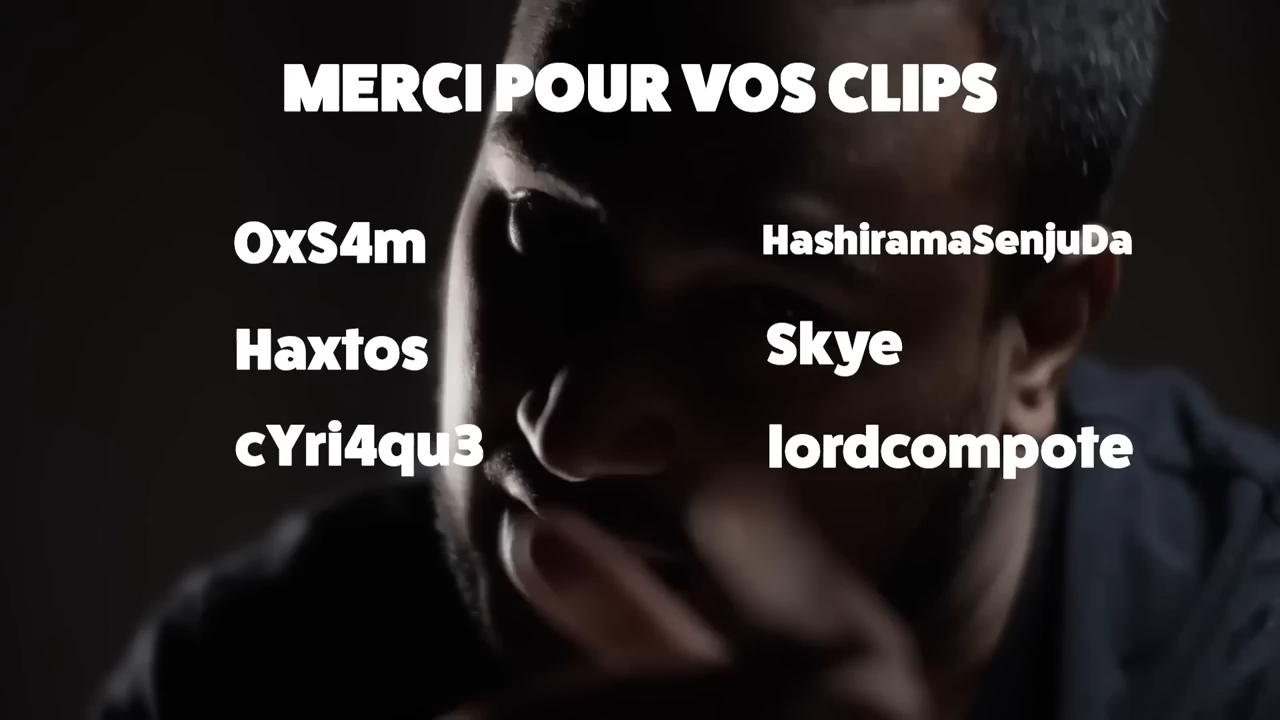 MERCI POUR VOS CLIPS
0xS4m
HashiramaSenjuDa
Haxtos
Skye
cYri4qu3
lordcompote